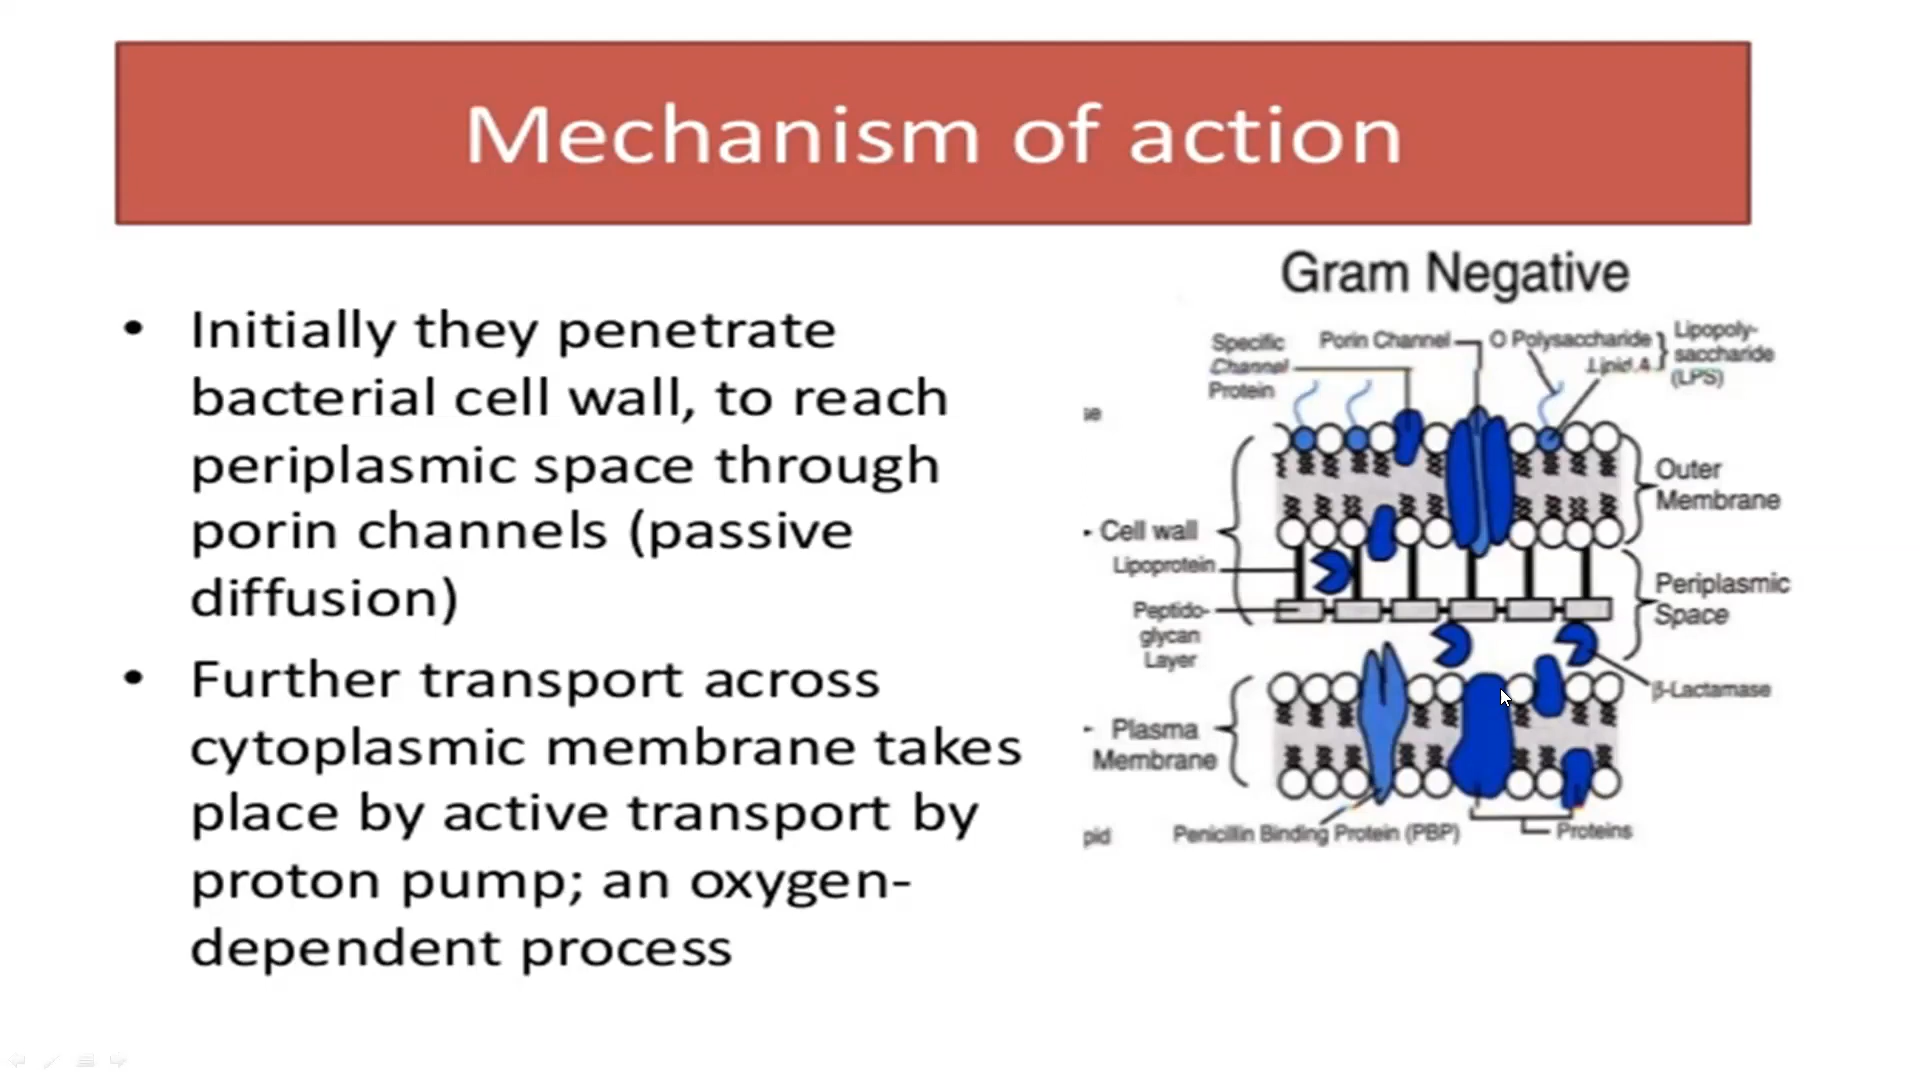 Mechanism of action
• Initially they penetrate
bacterial cell wall, to reach
periplasmic space through
porin channels (passive
diffusion)
• Further transport across
cytoplasmic membrane takes
place by active transport by
proton pump; an oxygen-
dependent process
Gram Negative
Specific
Channel
Protein
Porin Channel
O Polysaccharide
Lipid A
Lipopoly-
saccharide
(LPS)
se
Outer
Membrane
Cell wall
Lipoprotein
Peptido-
glycan
Layer
Periplasmic
Space
β-Lactamase
Plasma
Membrane
pid
Penicillin Binding Protein (PBP)
Proteins